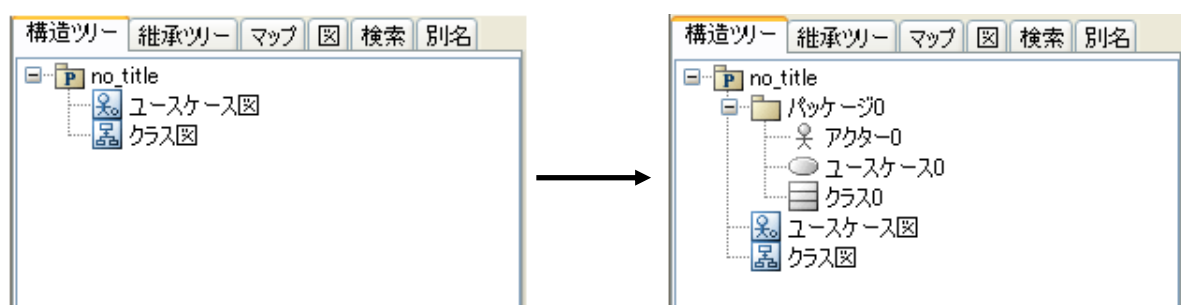 構造ツリー 継承ツリー マップ 図 検索 別名
no_title
ユースケース図
クラス図
構造ツリー 継承ツリー マップ 図 検索 別名
no_title
パッケージ0
アクター0
ユースケース0
クラス0
ユースケース図
クラス図